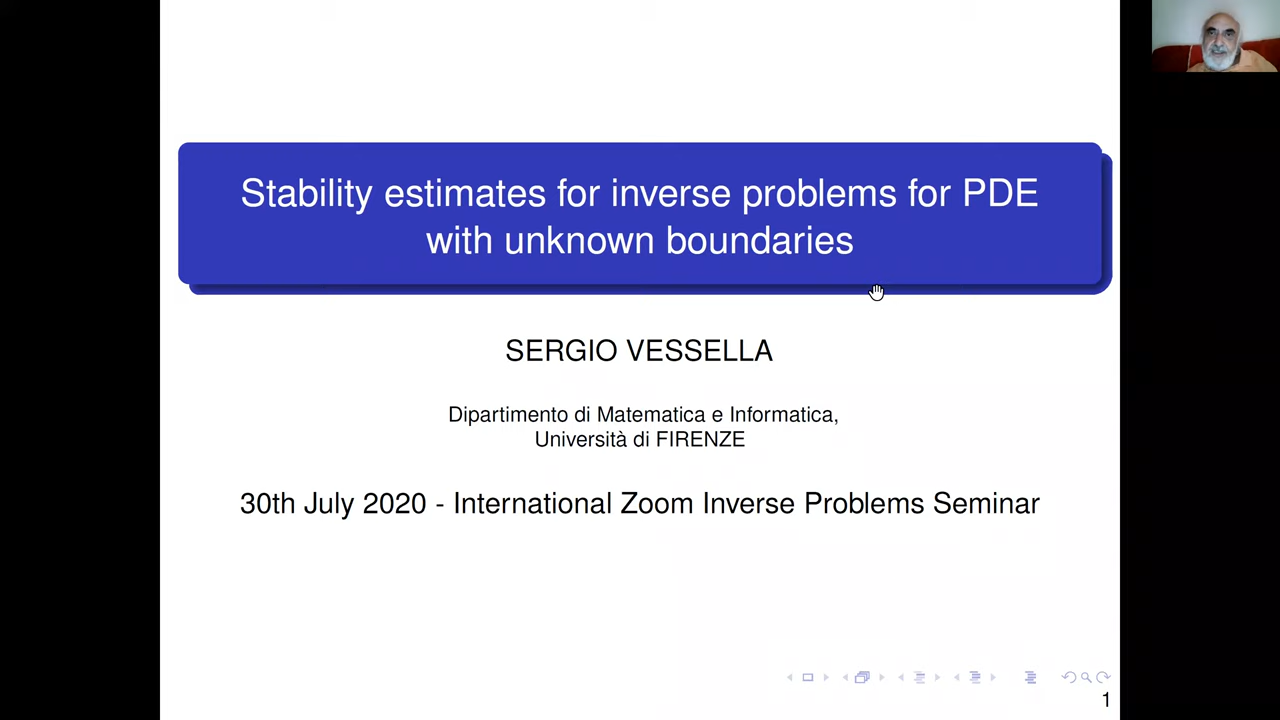 Stability estimates for inverse problems for PDE
with unknown boundaries
SERGIO VESSELLA
Dipartimento di Matematica e Informatica,
Università di FIRENZE
30th July 2020 - International Zoom Inverse Problems Seminar
1